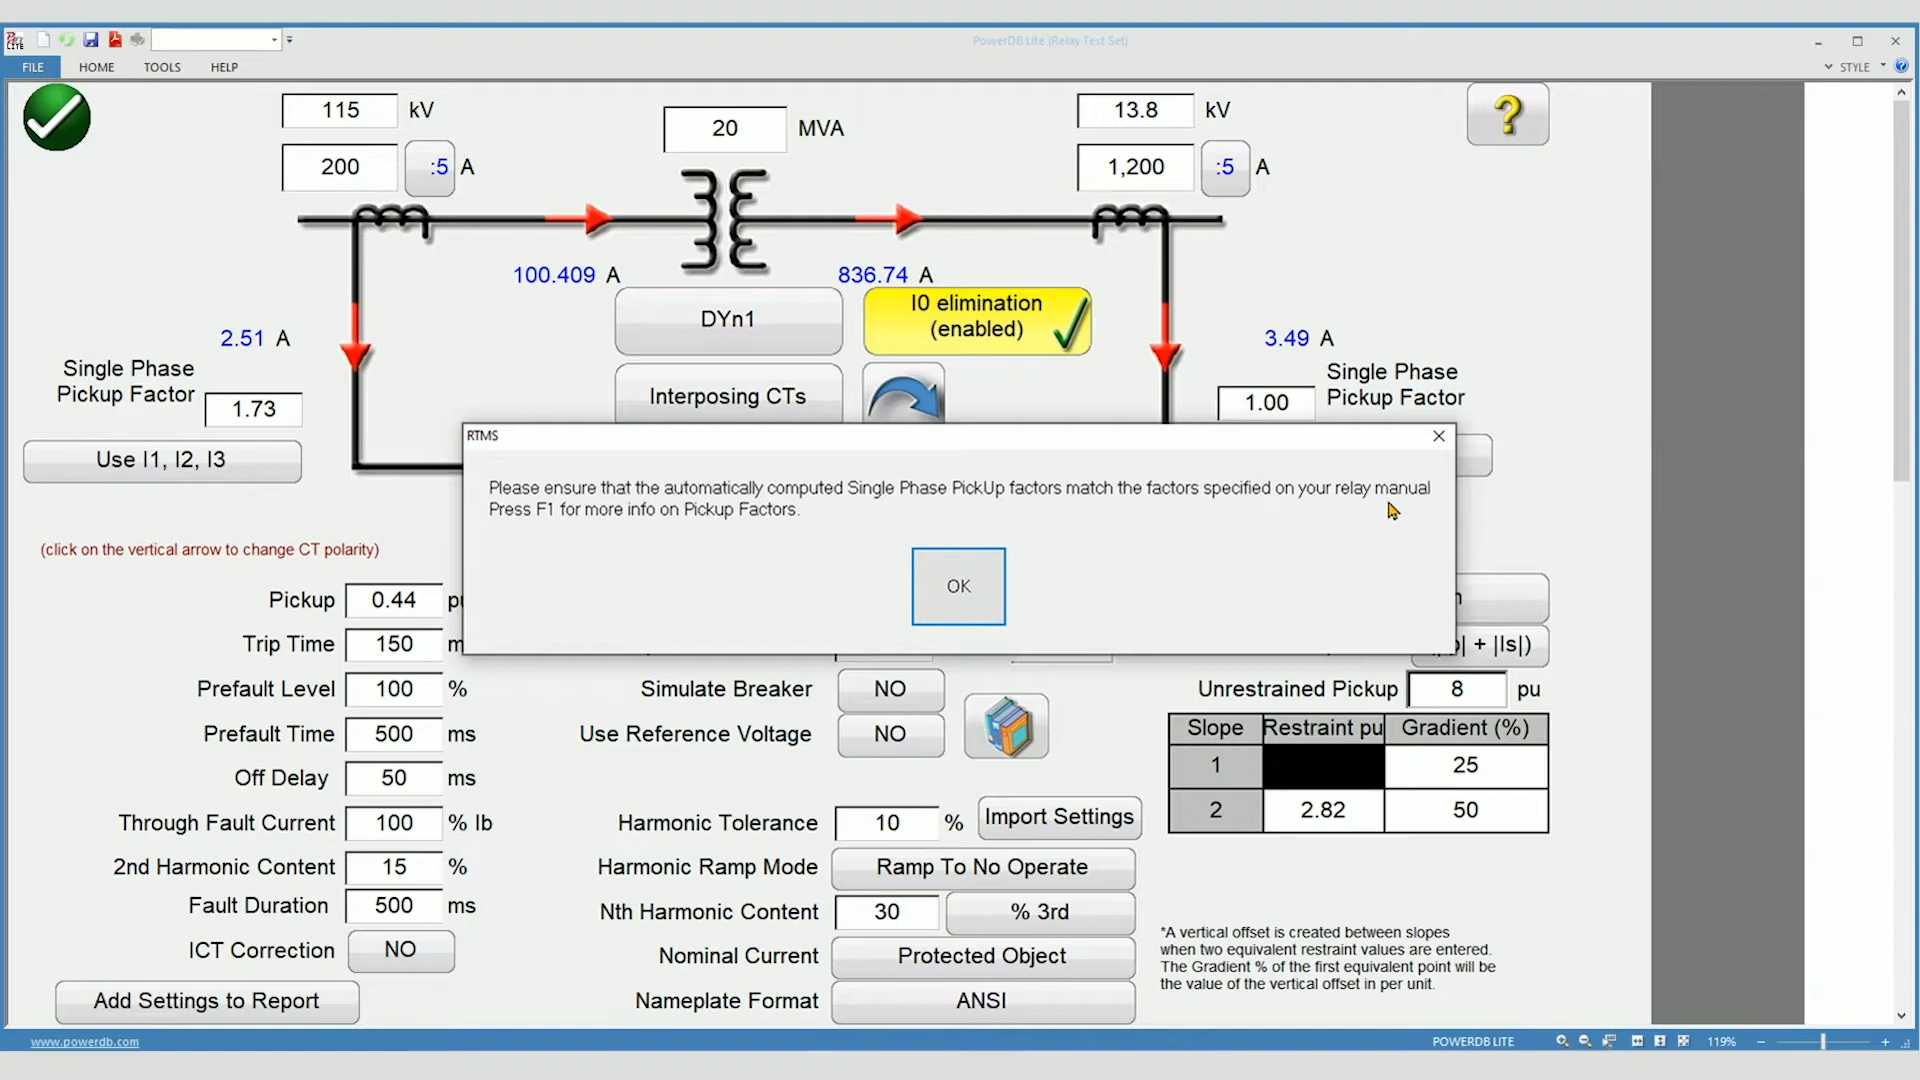 PowerDB Lite (Relay Test Set)
FILE HOME TOOLS HELP
STYLE
115 kV
20 MVA
13.8 kV
200 :5 A
1,200 :5 A
100.409 A
836.74 A
DYn1
I0 elimination
(enabled)
2.51 A
3.49 A
Single Phase
Pickup Factor
1.73
Interposing CTs
Single Phase
Pickup Factor
1.00
Use I1, I2, I3
RTMS
Please ensure that the automatically computed Single Phase PickUp factors match the factors specified on your relay manual
Press F1 for more info on Pickup Factors.
OK
(click on the vertical arrow to change CT polarity)
Pickup 0.44
Trip Time 150
| + |Is|)
Prefault Level 100 %
Simulate Breaker NO
Unrestrained Pickup 8 pu
Prefault Time 500 ms
Use Reference Voltage NO
Slope Restraint pu Gradient (%)
1 25
2 2.82 50
Off Delay 50 ms
Through Fault Current 100 % Ib
Harmonic Tolerance 10 % Import Settings
2nd Harmonic Content 15 %
Harmonic Ramp Mode Ramp To No Operate
Fault Duration 500 ms
Nth Harmonic Content 30 % 3rd
ICT Correction NO
Nominal Current Protected Object
Add Settings to Report
Nameplate Format ANSI
*A vertical offset is created between slopes
when two equivalent restraint values are entered.
The Gradient % of the first equivalent point will be
the value of the vertical offset in per unit.
www.powerdb.com
POWERDB LITE
119%